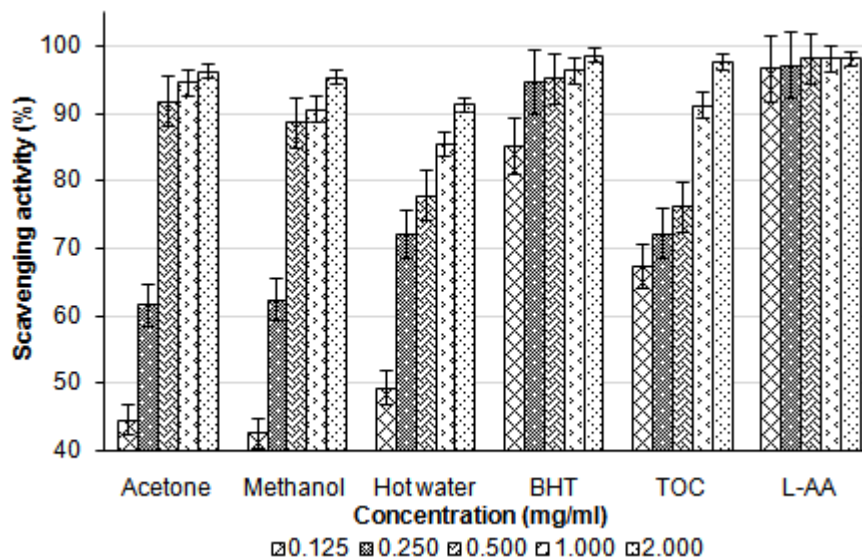 Scavenging activity (%)
100
90
80
70
60
50
40
Acetone Methanol Hot water BHT TOC L-AA
Concentration (mg/ml)
0.125 0.250 0.500 1.000 2.000